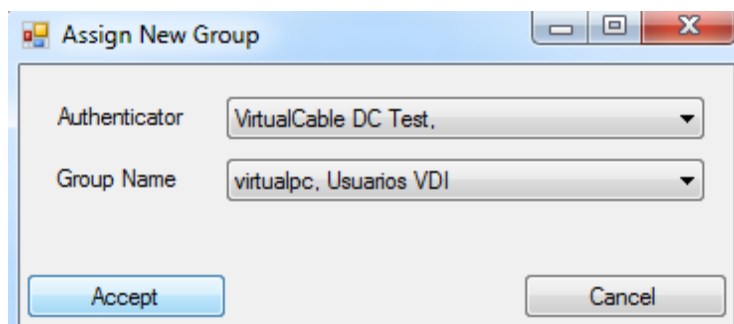 Assign New Group
Authenticator VirtualCable DC Test,
Group Name virtualpc, Usuarios VDI
Accept Cancel